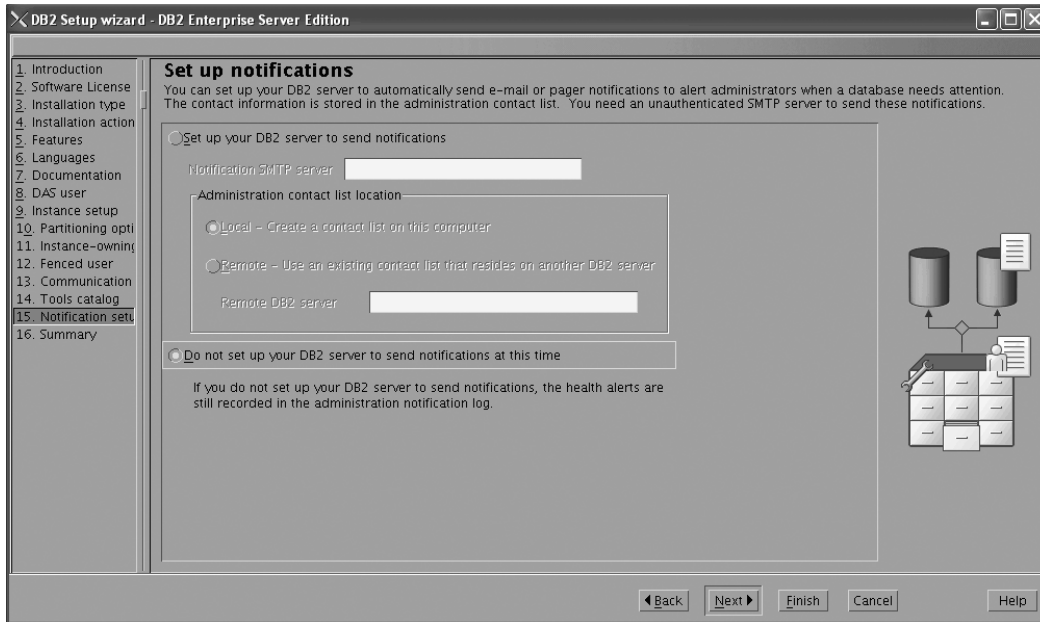 DB2 Setup wizard - DB2 Enterprise Server Edition
1. Introduction
2. Software License
3. Installation type
4. Installation action
5. Features
6. Languages
7. Documentation
8. DAS user
9. Instance setup
10. Partitioning opti
11. Instance-owning
12. Fenced user
13. Communication
14. Tools catalog
15. Notification setu
16. Summary
Set up notifications
You can set up your DB2 server to automatically send e-mail or pager notifications to alert administrators when a database needs attention.
The contact information is stored in the administration contact list. You need an unauthenticated SMTP server to send these notifications.
Set up your DB2 server to send notifications
Notification SMTP server
Administration contact list location
Local - Create a contact list on this computer
Remote - Use an existing contact list that resides on another DB2 server
Remote DB2 server
Do not set up your DB2 server to send notifications at this time
If you do not set up your DB2 server to send notifications, the health alerts are
still recorded in the administration notification log.
Back
Next
Finish
Cancel
Help